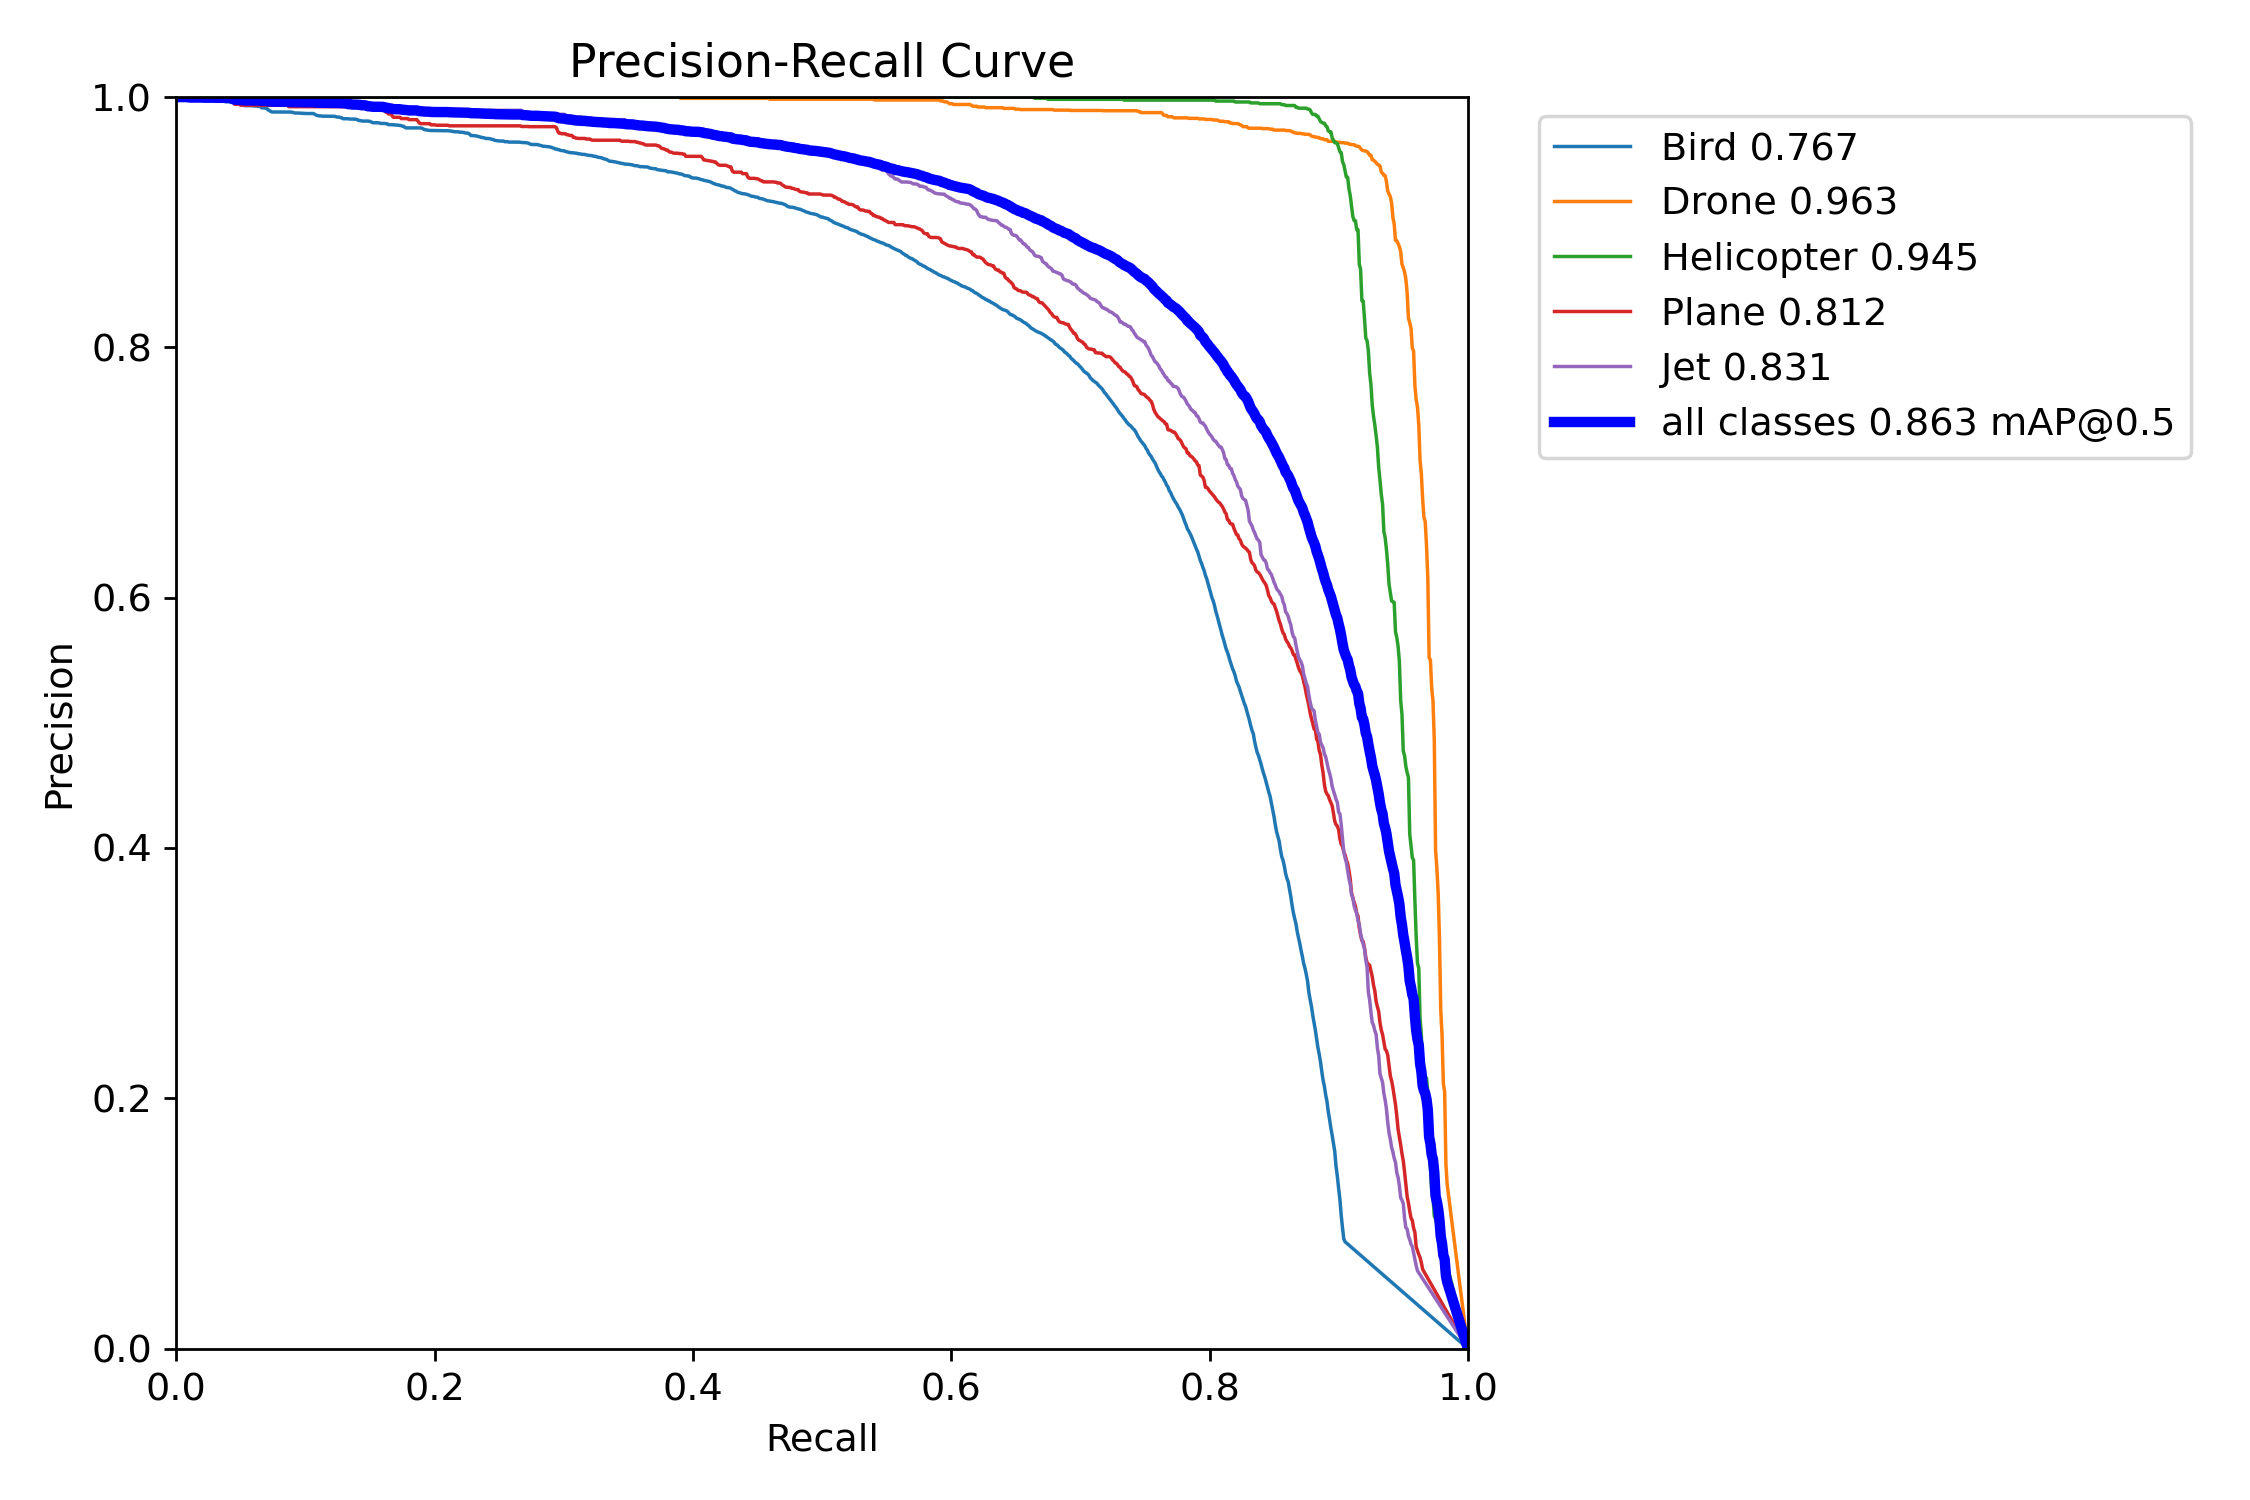 Precision-Recall Curve
1.0
0.8
0.6
0.4
0.2
0.0
Precision
0.0 0.2 0.4 0.6 0.8 1.0
Recall
Bird 0.767
Drone 0.963
Helicopter 0.945
Plane 0.812
Jet 0.831
all classes 0.863 mAP@0.5